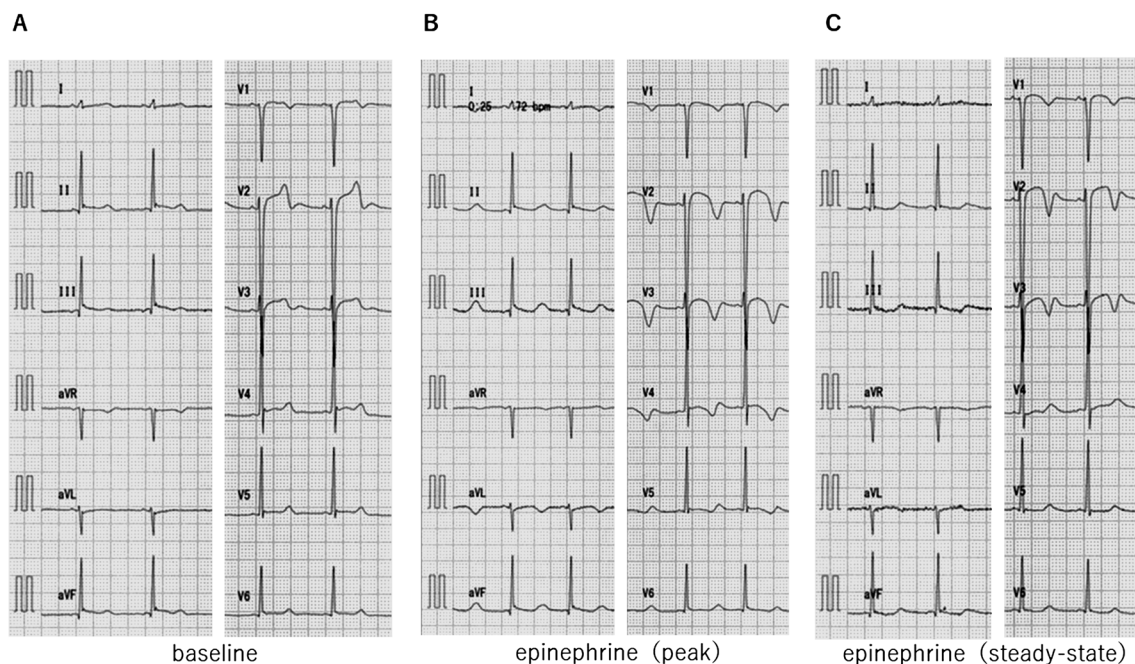 A
B
C
I
II
III
aVR
aVL
aVF
V1
V2
V3
V4
V5
V6
I
0:25 72 bpm
II
III
aVR
aVL
aVF
V1
V2
V3
V4
V5
V6
I
II
III
aVR
aVL
aVF
V1
V2
V3
V4
V5
V6
baseline
epinephrine (peak)
epinephrine (steady-state)